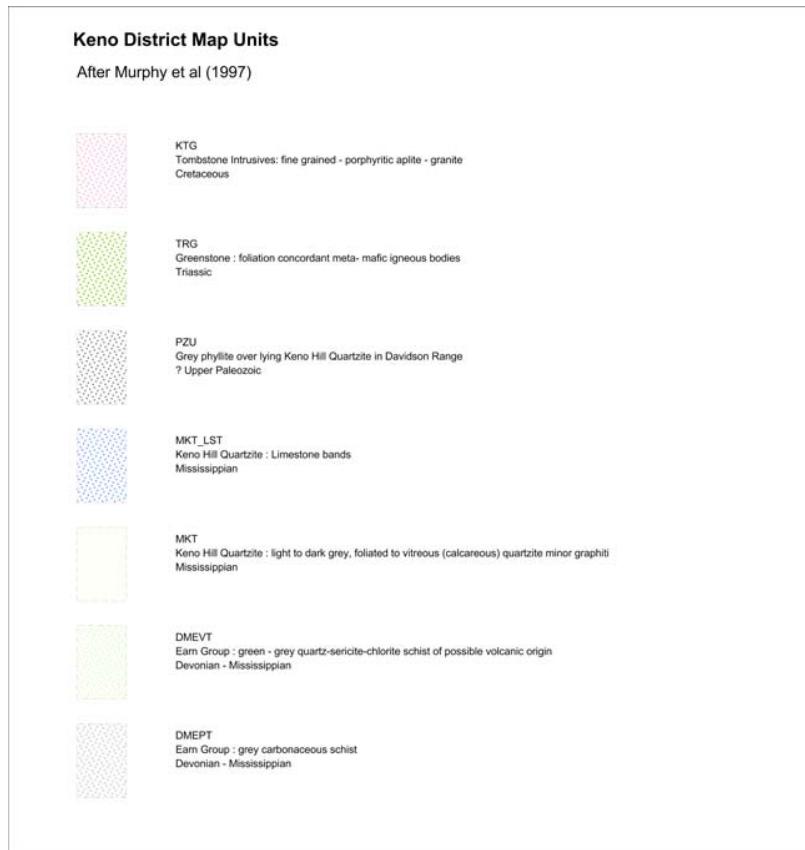 Keno District Map Units
After Murphy et al (1997)
KTG
Tombstone Intrusives: fine grained - porphyritic aplite - granite
Cretaceous
TRG
Greenstone : foliation concordant meta- mafic igneous bodies
Triassic
PZU
Grey phyllite over lying Keno Hill Quartzite in Davidson Range
? Upper Paleozoic
MKT_LST
Keno Hill Quartzite : Limestone bands
Mississippian
MKT
Keno Hill Quartzite : light to dark grey, foliated to vitreous (calcareous) quartzite minor graphiti
Mississippian
DMEVT
Earn Group : green - grey quartz-sericite-chlorite schist of possible volcanic origin
Devonian - Mississippian
DMEPT
Earn Group : grey carbonaceous schist
Devonian - Mississippian